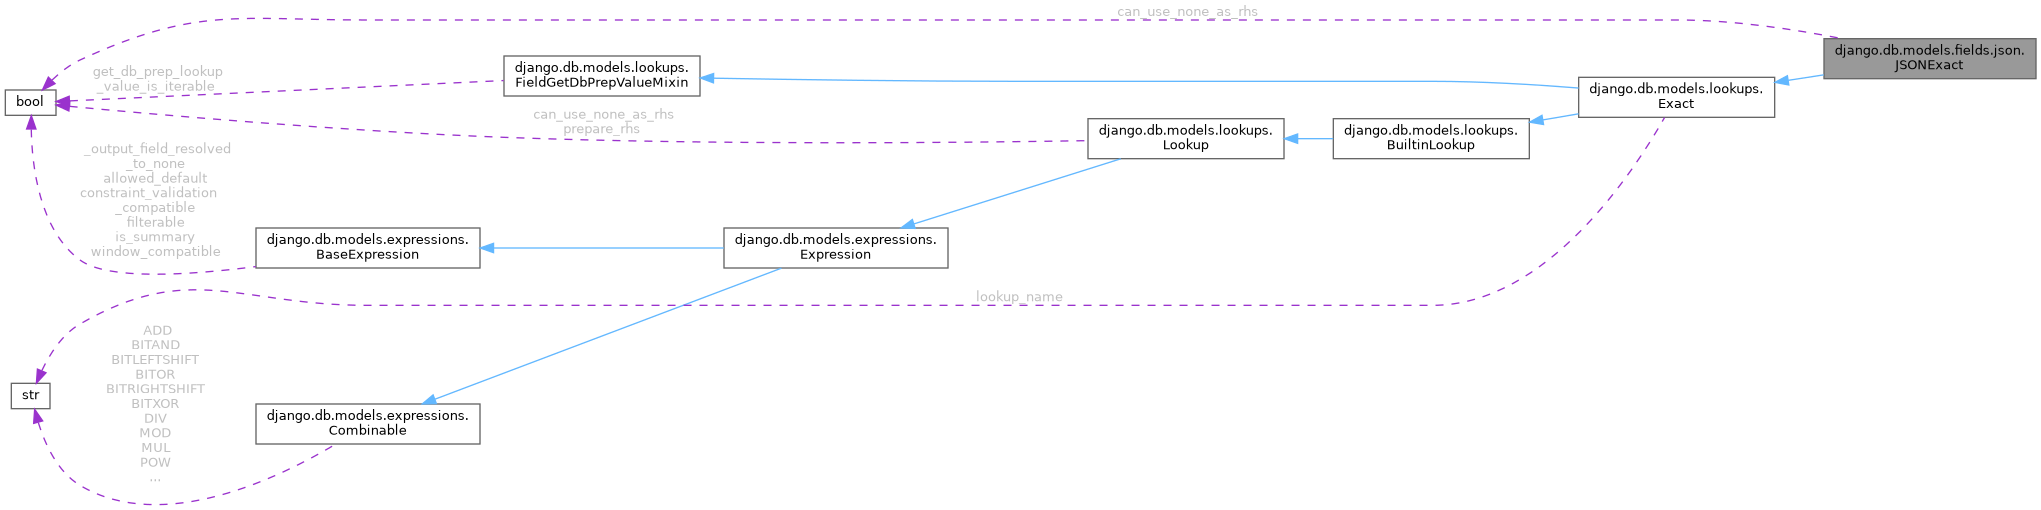 can_use_none_as_rhs
django.db.models.fields.json.
JSONExact
django.db.models.lookups.
FieldGetDbPrepValueMixin
get_db_prep_lookup
_value_is_iterable
django.db.models.lookups.
Exact
bool
can_use_none_as_rhs
prepare_rhs
django.db.models.lookups.
Lookup
django.db.models.lookups.
BuiltinLookup
_output_field_resolved
_to_none
allowed_default
constraint_validation
_compatible
filterable
is_summary
window_compatible
django.db.models.expressions.
BaseExpression
django.db.models.expressions.
Expression
lookup_name
ADD
BITAND
BITLEFTSHIFT
BITOR
BITRIGHTSHIFT
BITXOR
DIV
MOD
MUL
POW
...
str
django.db.models.expressions.
Combinable